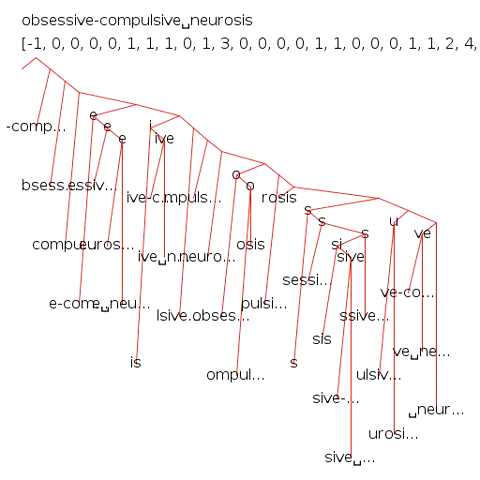 obsessive-compulsive␣neurosis
[-1, 0, 0, 0, 0, 1, 1, 1, 0, 1, 3, 0, 0, 0, 0, 1, 1, 0, 0, 0, 1, 1, 2, 4,
e
-comp...
e
i
e
ive
o
o
bsess.essiv...
ive-c.mpuls...
rosis
s
s
u
s
ve
compueuros...
osis
si
sive
ive␣n.neuro...
sessi...
ve-co...
e-come␣neu...
lsive.obses...
pulsi...
ssive...
sis
ve␣ne...
is
s
ompul...
ulsiv...
sive-...
␣neur...
urosi...
sive␣...